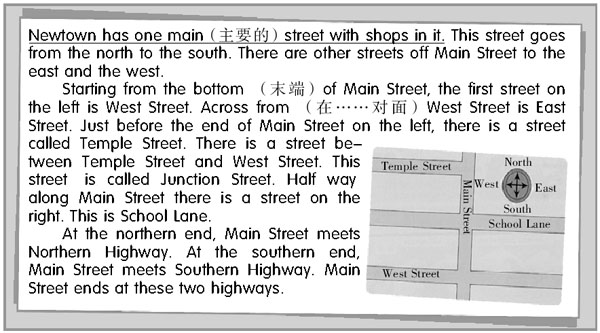 Newtown has one main (主要的) street with shops in it. This street goes
from the north to the south. There are other streets off Main Street to the
east and the west.
Starting from the bottom (末端) of Main Street, the first street on
the left is West Street. Across from (在……对面) West Street is East
Street. Just before the end of Main Street on the left, there is a street
called Temple Street. There is a street be-
tween Temple Street and West Street. This
street is called Junction Street. Half way
along Main Street there is a street on the
right. This is School Lane.
At the northern end, Main Street meets
Northern Highway. At the southern end,
Main Street meets Southern Highway. Main
Street ends at these two highways.
Temple Street
North
West
East
South
Main Street
School Lane
West Street